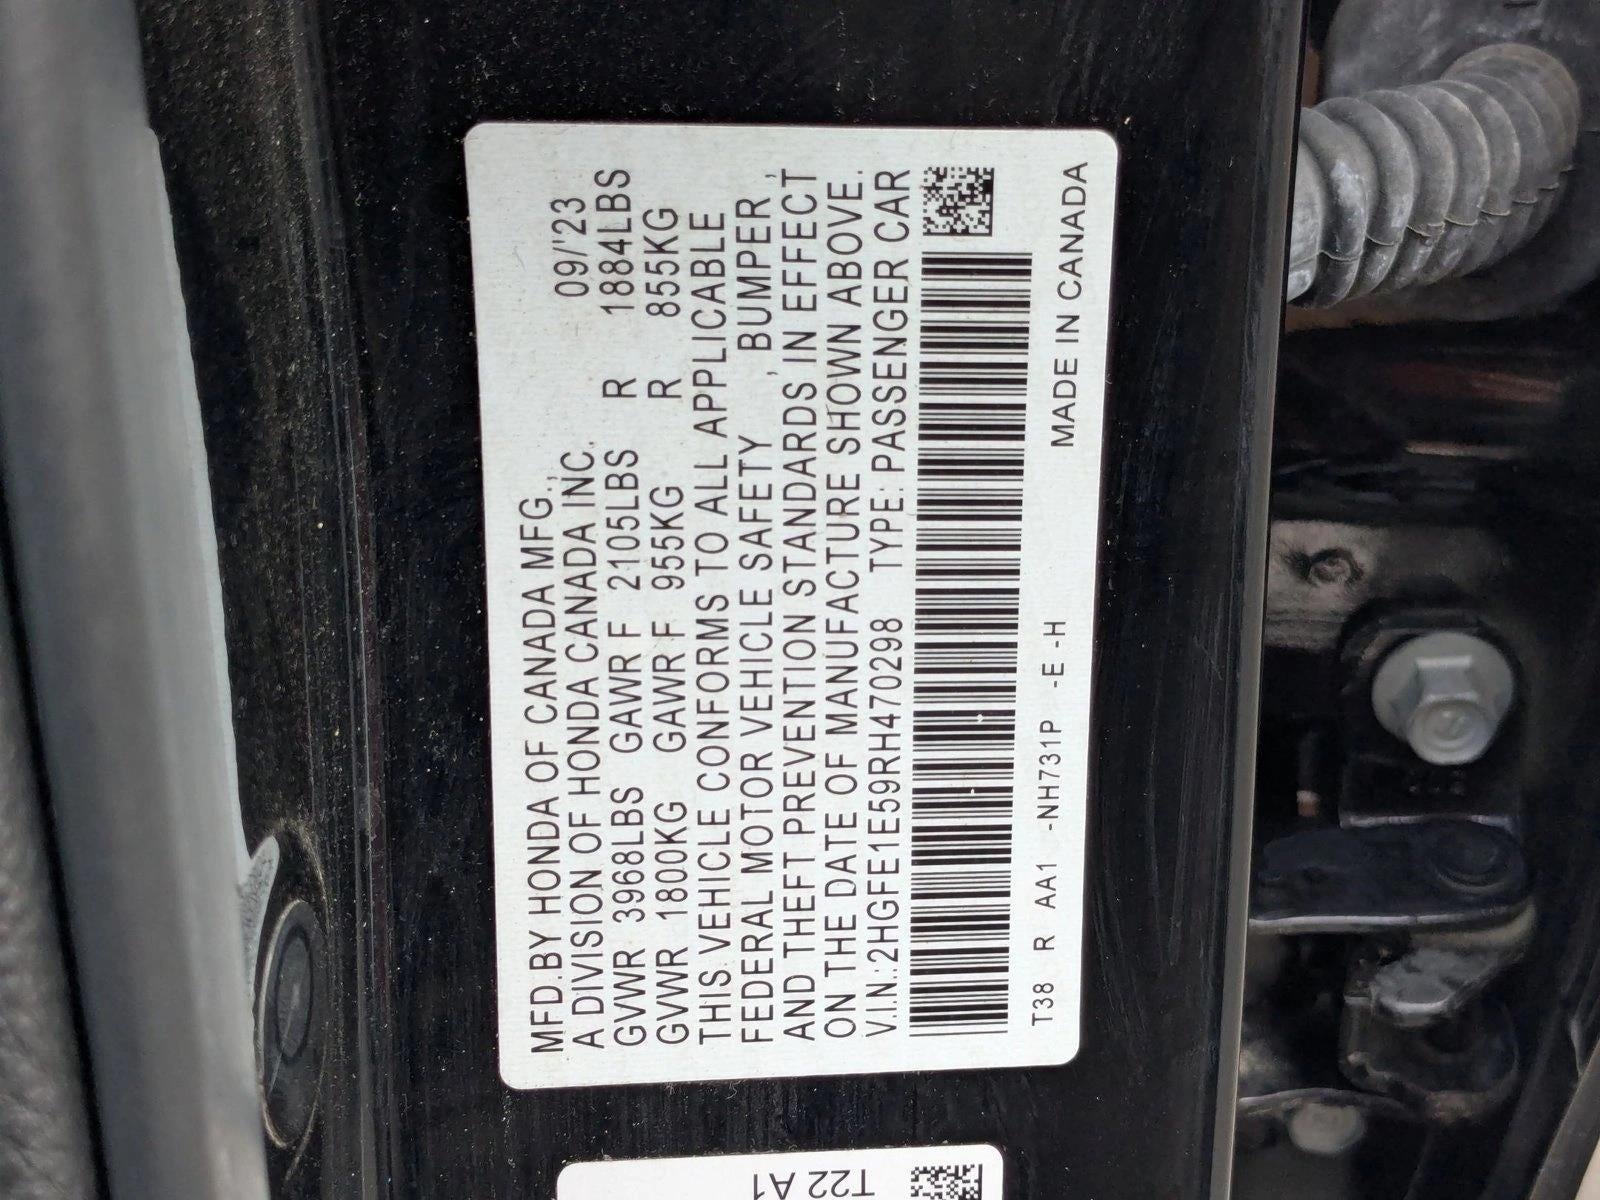 MFD.BY HONDA OF CANADA MFG.,
A DIVISION OF HONDA CANADA INC. 09/'23
GVWR 3968LBS GAWR F 2105LBS R 1884LBS
GVWR 1800KG GAWR F 955KG R 855KG
THIS VEHICLE CONFORMS TO ALL APPLICABLE
FEDERAL MOTOR VEHICLE SAFETY , BUMPER ,
AND THEFT PREVENTION STANDARDS IN EFFECT
ON THE DATE OF MANUFACTURE SHOWN ABOVE.
V.I.N.:2HGFE1E59RH470298 TYPE:PASSENGER CAR
T38 R AA1 -NH731P -E -H MADE IN CANADA
T22 A1